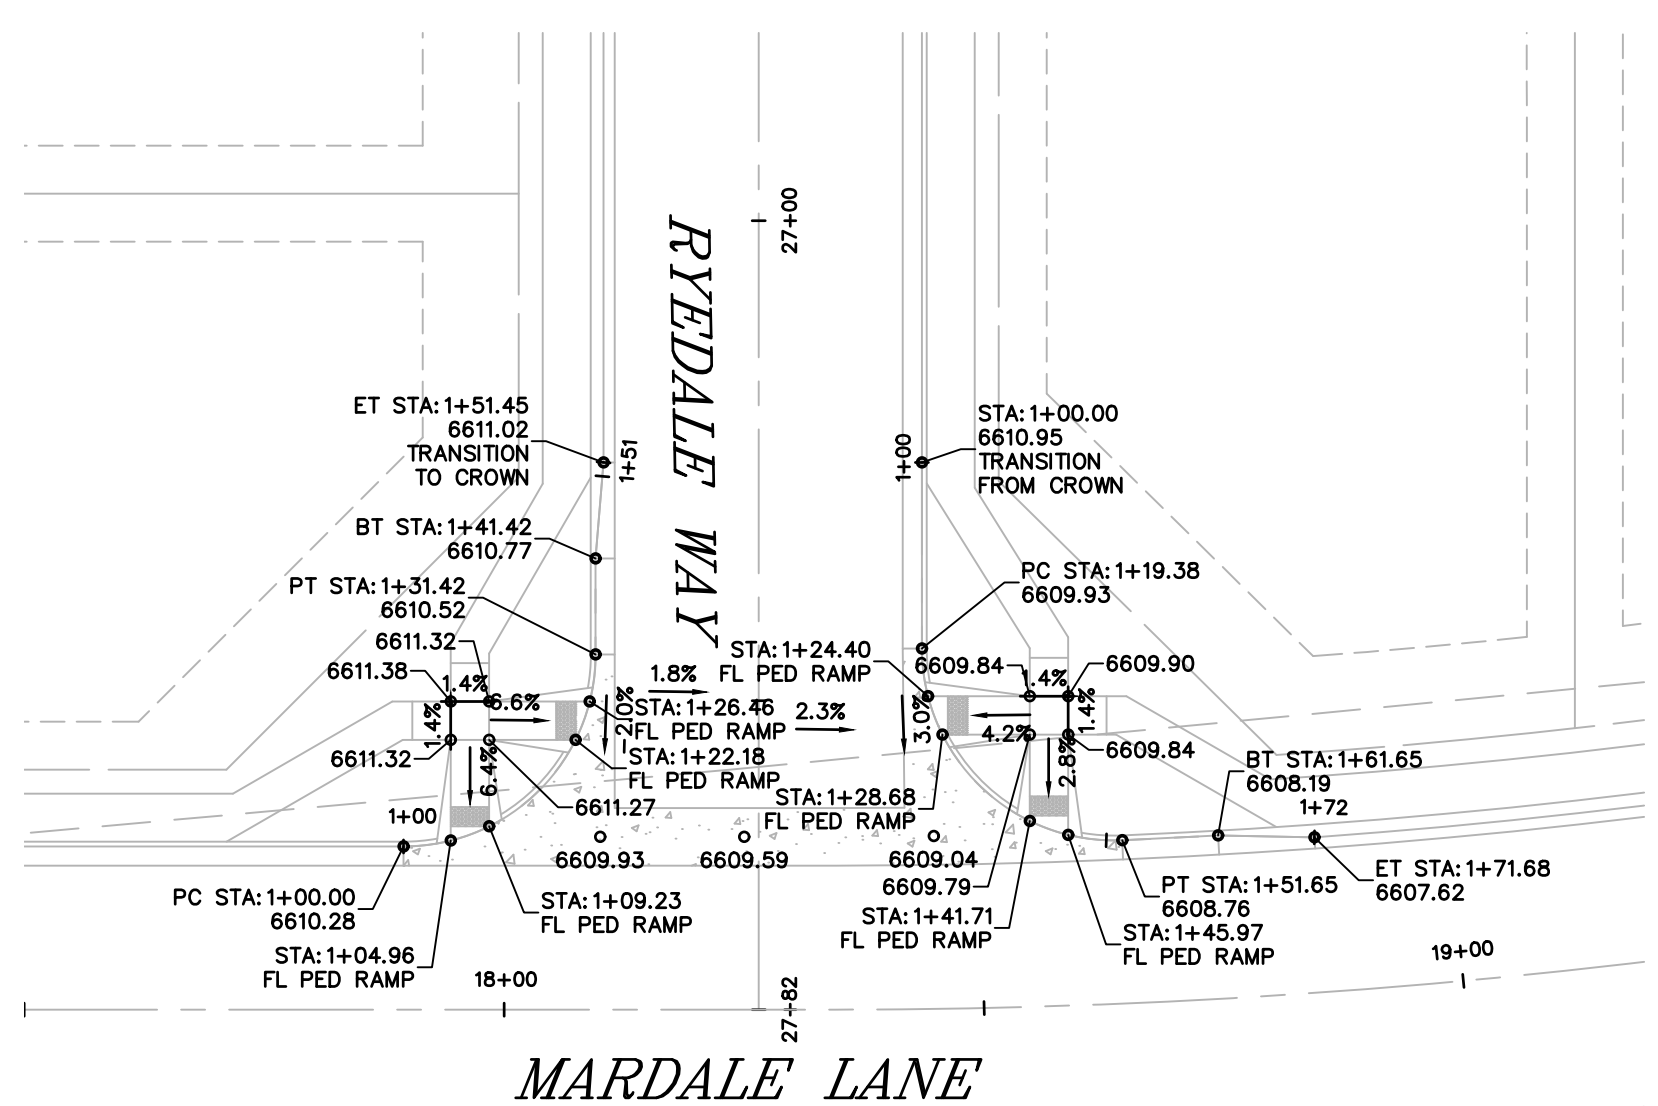 27+00
RYEDALE WAY
ET STA:1+51.45
6611.02
TRANSITION
TO CROWN
1+51
1+00
STA:1+00.00
6610.95
TRANSITION
FROM CROWN
BT STA:1+41.42
6610.77
PT STA:1+31.42
6610.52
PC STA:1+19.38
6609.93
6611.32
6611.38
1.4%
6.6%
1.4%
6611.32
6.4%
1.8%
-2.0%
STA:1+26.46
FL PED RAMP
STA:1+22.18
FL PED RAMP
6611.27
STA:1+24.40
FL PED RAMP
2.3%
3.0%
6609.84
1.4%
6609.90
1.4%
4.2%
2.8%
6609.84
STA:1+28.68
FL PED RAMP
BT STA:1+61.65
6608.19
1+72
1+00
6609.93
6609.59
6609.04
6609.79
PC STA:1+00.00
6610.28
STA:1+09.23
FL PED RAMP
STA:1+04.96
FL PED RAMP
STA:1+41.71
FL PED RAMP
PT STA:1+51.65
6608.76
ET STA:1+71.68
6607.62
STA:1+45.97
FL PED RAMP
18+00
27+82
19+00
MARDALE LANE